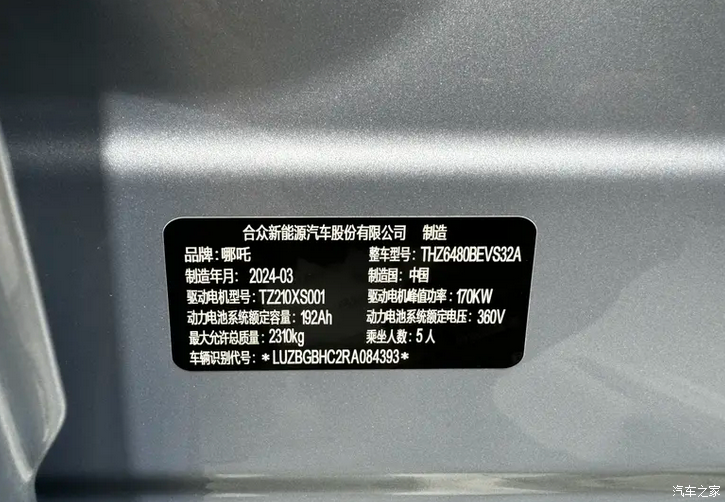 合众新能源汽车股份有限公司 制造
品牌: 哪吒 整车型号: THZ6480BEVS32A
制造年月: 2024-03 制造国: 中国
驱动电机型号: TZ210XS001 驱动电机峰值功率: 170KW
动力电池系统额定容量: 192Ah 动力电池系统额定电压: 360V
最大允许总质量: 2310kg 乘坐人数: 5人
车辆识别代号: *LUZBGBHC2RA084393*
汽车之家